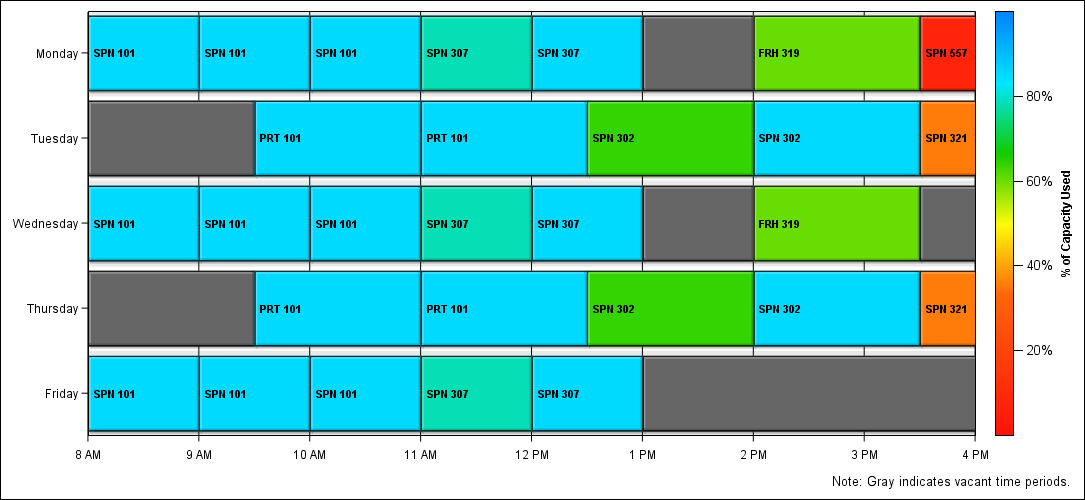 Monday
SPN 101 SPN 101 SPN 101 SPN 307 SPN 307 FRH 319 SPN 557
Tuesday
PRT 101 PRT 101 SPN 302 SPN 302 SPN 321
Wednesday
SPN 101 SPN 101 SPN 101 SPN 307 SPN 307 FRH 319
Thursday
PRT 101 PRT 101 SPN 302 SPN 302 SPN 321
Friday
SPN 101 SPN 101 SPN 101 SPN 307 SPN 307
8 AM 9 AM 10 AM 11 AM 12 PM 1 PM 2 PM 3 PM 4 PM
80%
60%
40%
20%
% of Capacity Used
Note: Gray indicates vacant time periods.